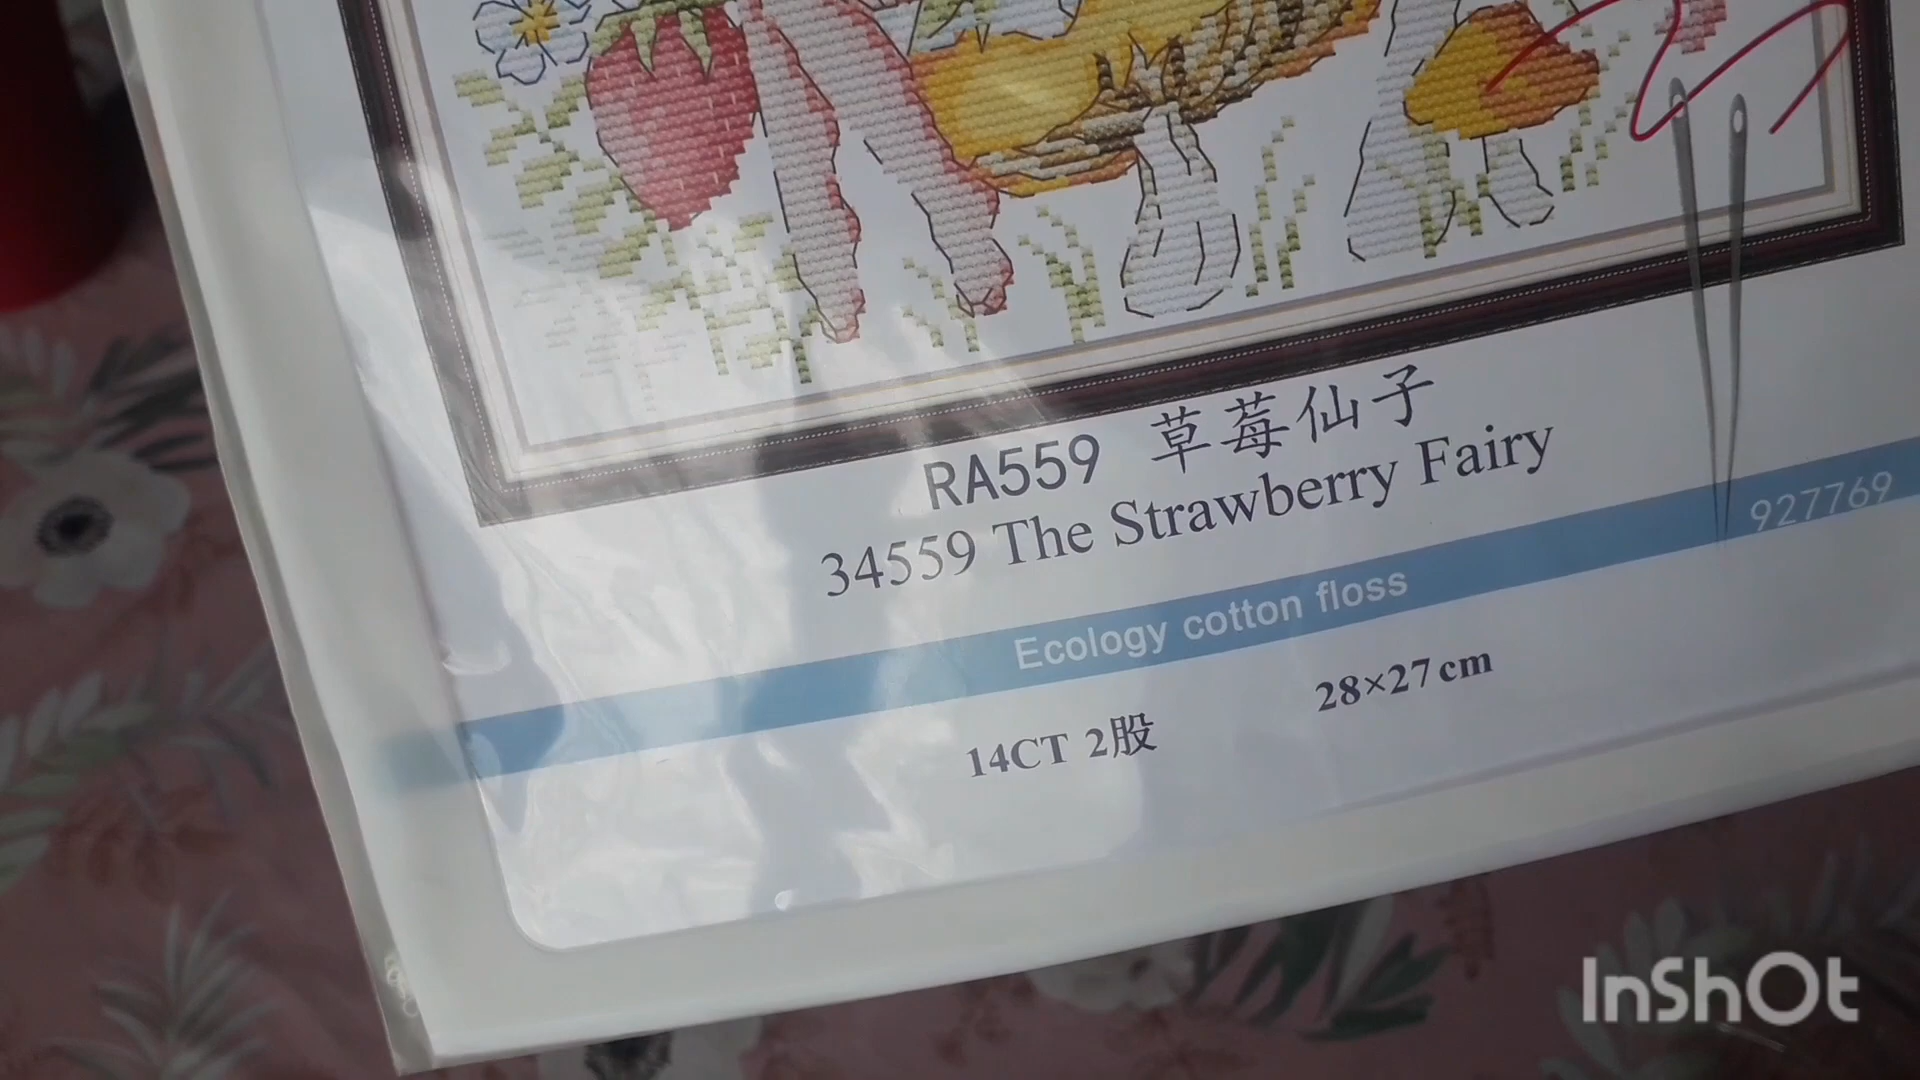 RA559 草莓仙子
34559 The Strawberry Fairy
927769
Ecology cotton floss
14CT 2股
28×27cm
InShOt